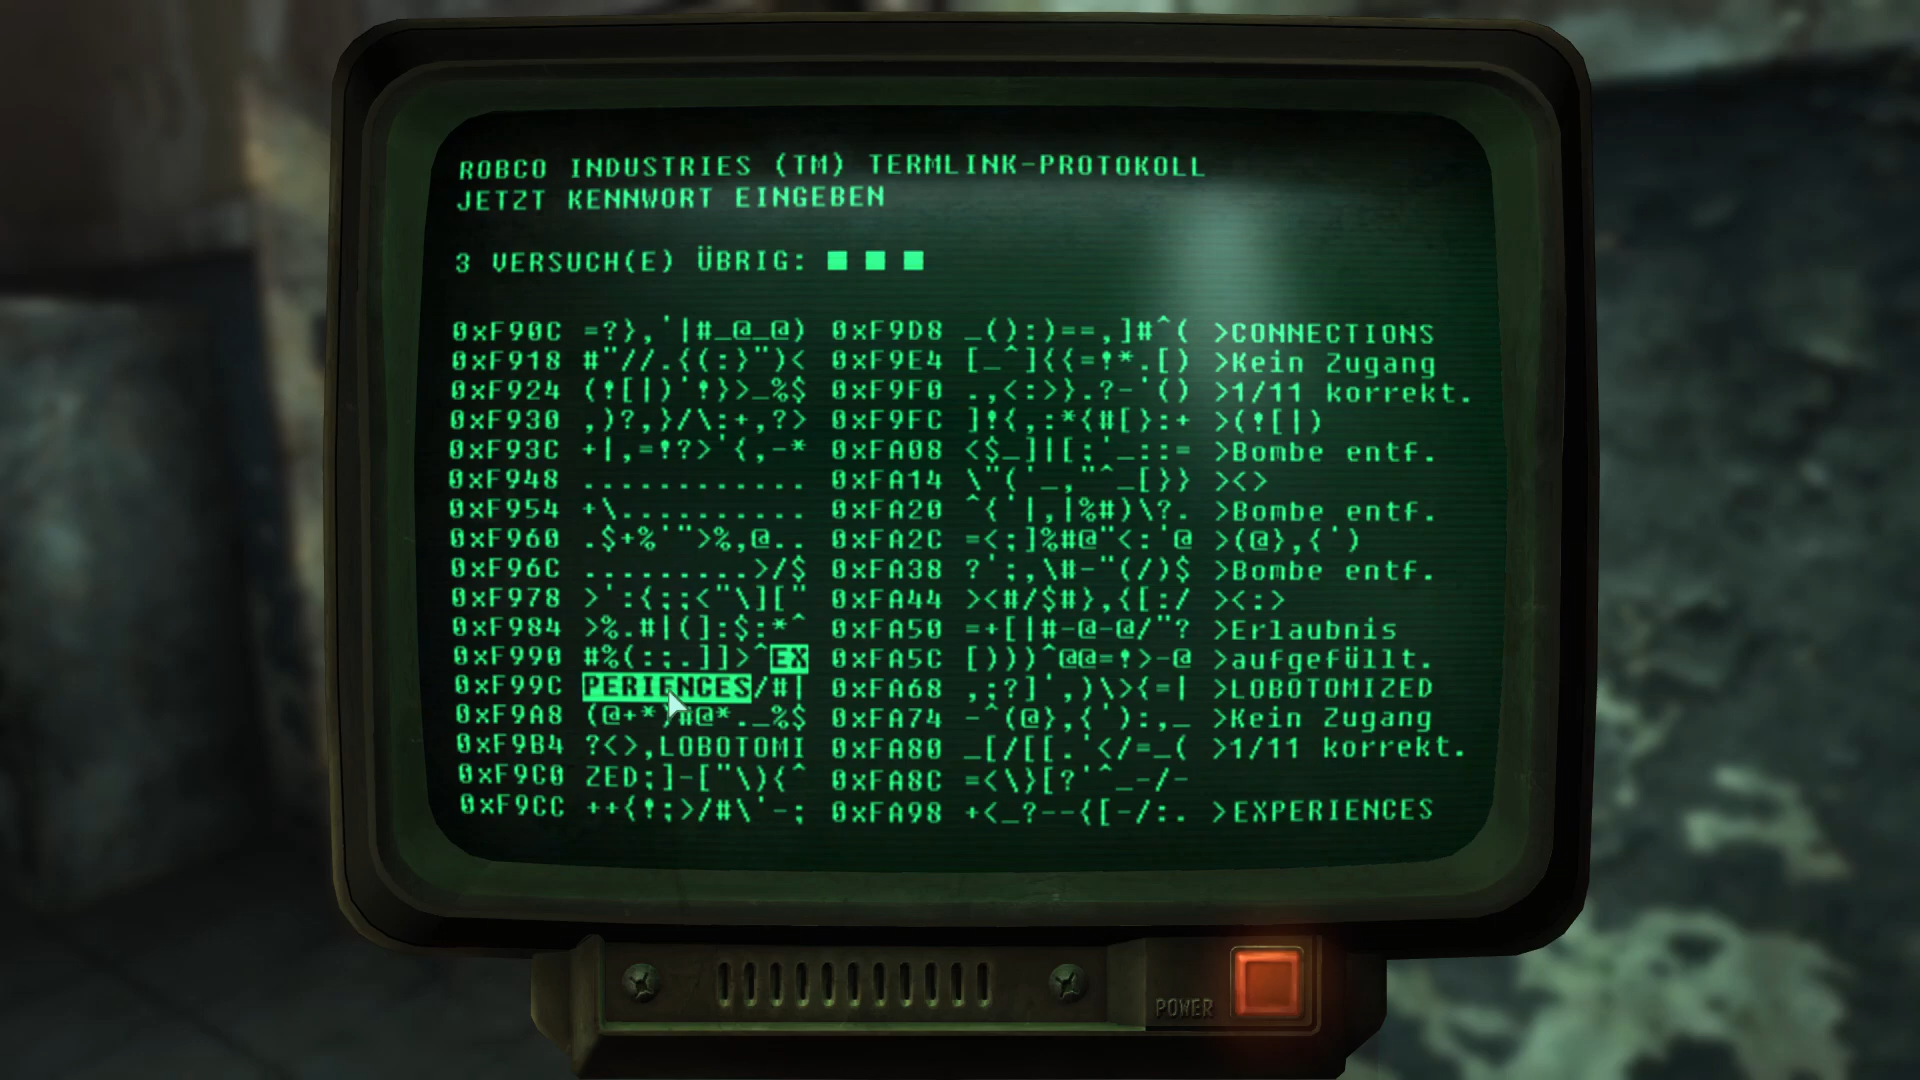 ROBCO INDUSTRIES (TM) TERMLINK-PROTOKOLL
JETZT KENNWORT EINGEBEN
3 VERSUCH(E) ÜBRIG: ■ ■ ■
0xF90C =?},'|#_@_@) 0xF9D8 _():)==,]#^( >CONNECTIONS
0xF918 #"//.{(:}")< 0xF9E4 [_^]{{=!*.[) >Kein Zugang
0xF924 (![|)'!}>_%$ 0xF9F0 .,<:>}.?-'() >1/11 korrekt.
0xF930 ,)?,}/\:+,?> 0xF9FC ]!{,:*{#[}:+ >(![|)
0xF93C +|,=!?>'{,-* 0xFA08 <$_]|[;'_::= >Bombe entf.
0xF948 ............ 0xFA14 \"('_,"^_[}} ><>
0xF954 +\.......... 0xFA20 ^{'|,|%#)\?. >Bombe entf.
0xF960 .$+%'">%,@.. 0xFA2C =<;]%#@"<:'@ >(@},{')
0xF96C .........>/$ 0xFA38 ?';,\#-"(/)$ >Bombe entf.
0xF978 >':{;;<"\][" 0xFA44 ><#/$#},{[:/ ><:>
0xF984 >%.#|(]:$:*^ 0xFA50 =+[|#-@-@/"? >Erlaubnis
0xF990 #%(:;.]]>^EX 0xFA5C [)))^@@=!>-@ >aufgefüllt.
0xF99C PERIENCES/#| 0xFA68 ,;?]',)\>{=| >LOBOTOMIZED
0xF9A8 (@+*)#@*._%$ 0xFA74 -^(@},{'):,_ >Kein Zugang
0xF9B4 ?<>,LOBOTOMI 0xFA80 _[/[[.'</=_( >1/11 korrekt.
0xF9C0 ZED;]-["\){^ 0xFA8C =<\}[?'^_-/-
0xF9CC ++{!;>/#\'-; 0xFA98 +<_?--{[-/:. >EXPERIENCES
POWER